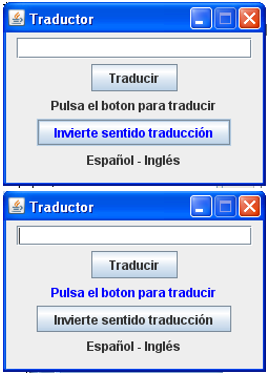 Traductor
Traducir
Pulsa el boton para traducir
Invierte sentido traducción
Español - Inglés
Traductor
Traducir
Pulsa el boton para traducir
Invierte sentido traducción
Español - Inglés